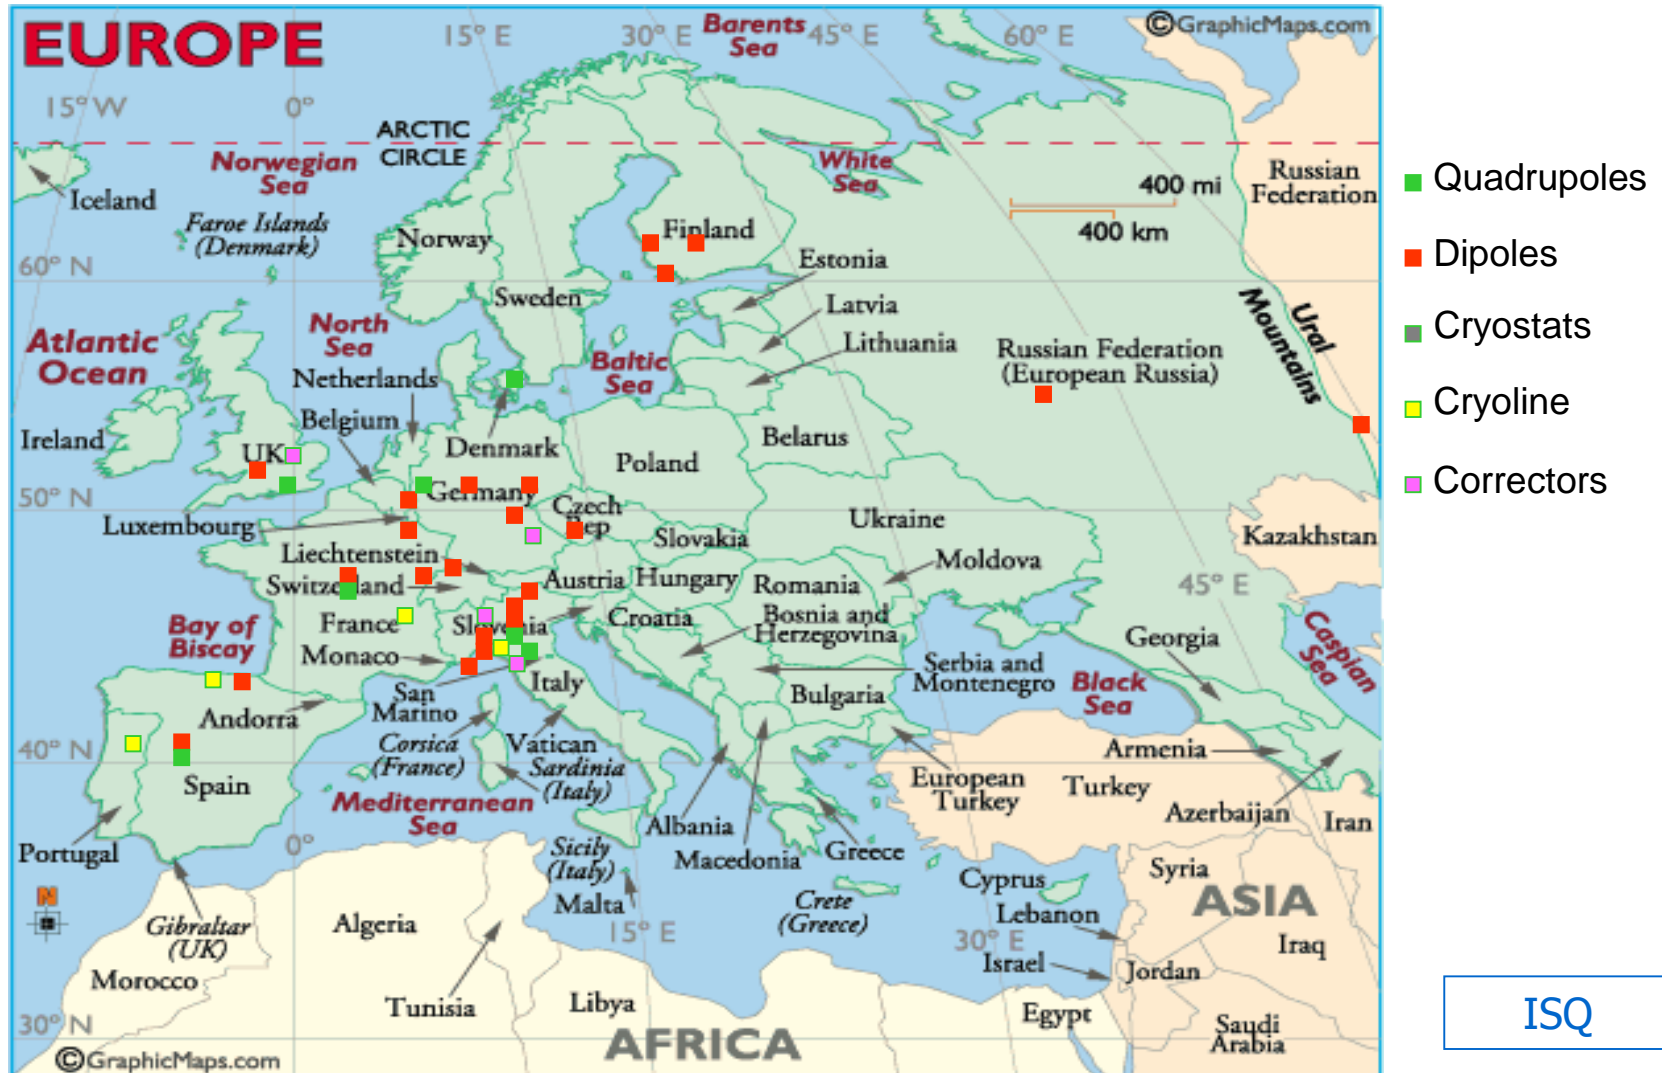 EUROPE
15° E
30° E
Barents
Sea
45° E
60° E
©GraphicMaps.com
15° W
0°
ARCTIC
CIRCLE
Norwegian
Sea
White
Sea
Russian
Federation
Iceland
400 mi
400 km
Faroe Islands
(Denmark)
Norway
Finland
60° N
Estonia
Sweden
Latvia
Ural
Mountains
North
Sea
Atlantic
Ocean
Lithuania
Baltic
Sea
Russian Federation
(European Russia)
Netherlands
Belgium
Ireland
UK
Denmark
Belarus
Poland
Germany
50° N
Czech
Rep
Luxembourg
Ukraine
Slovakia
Kazakhstan
Liechtenstein
Moldova
Switzerland
Austria
Hungary
Romania
45° E
Bay of
Biscay
France
Slovenia
Croatia
Bosnia and
Herzegovina
Georgia
Caspian
Sea
Monaco
Serbia and
Montenegro
San
Marino
Italy
Bulgaria
Black
Sea
Andorra
40° N
Corsica
(France)
Vatican
Sardinia
(Italy)
Armenia
Spain
European
Turkey
Turkey
Mediterranean
Sea
Azerbaijan
Iran
Albania
Portugal
0°
Sicily
(Italy)
Macedonia
Greece
Syria
N
Cyprus
ASIA
Malta
Crete
(Greece)
Lebanon
Gibraltar
(UK)
Algeria
15° E
30° E
Iraq
Israel
Jordan
Morocco
Tunisia
Libya
Egypt
30° N
AFRICA
Saudi
Arabia
©GraphicMaps.com
Quadrupoles
Dipoles
Cryostats
Cryoline
Correctors
ISQ